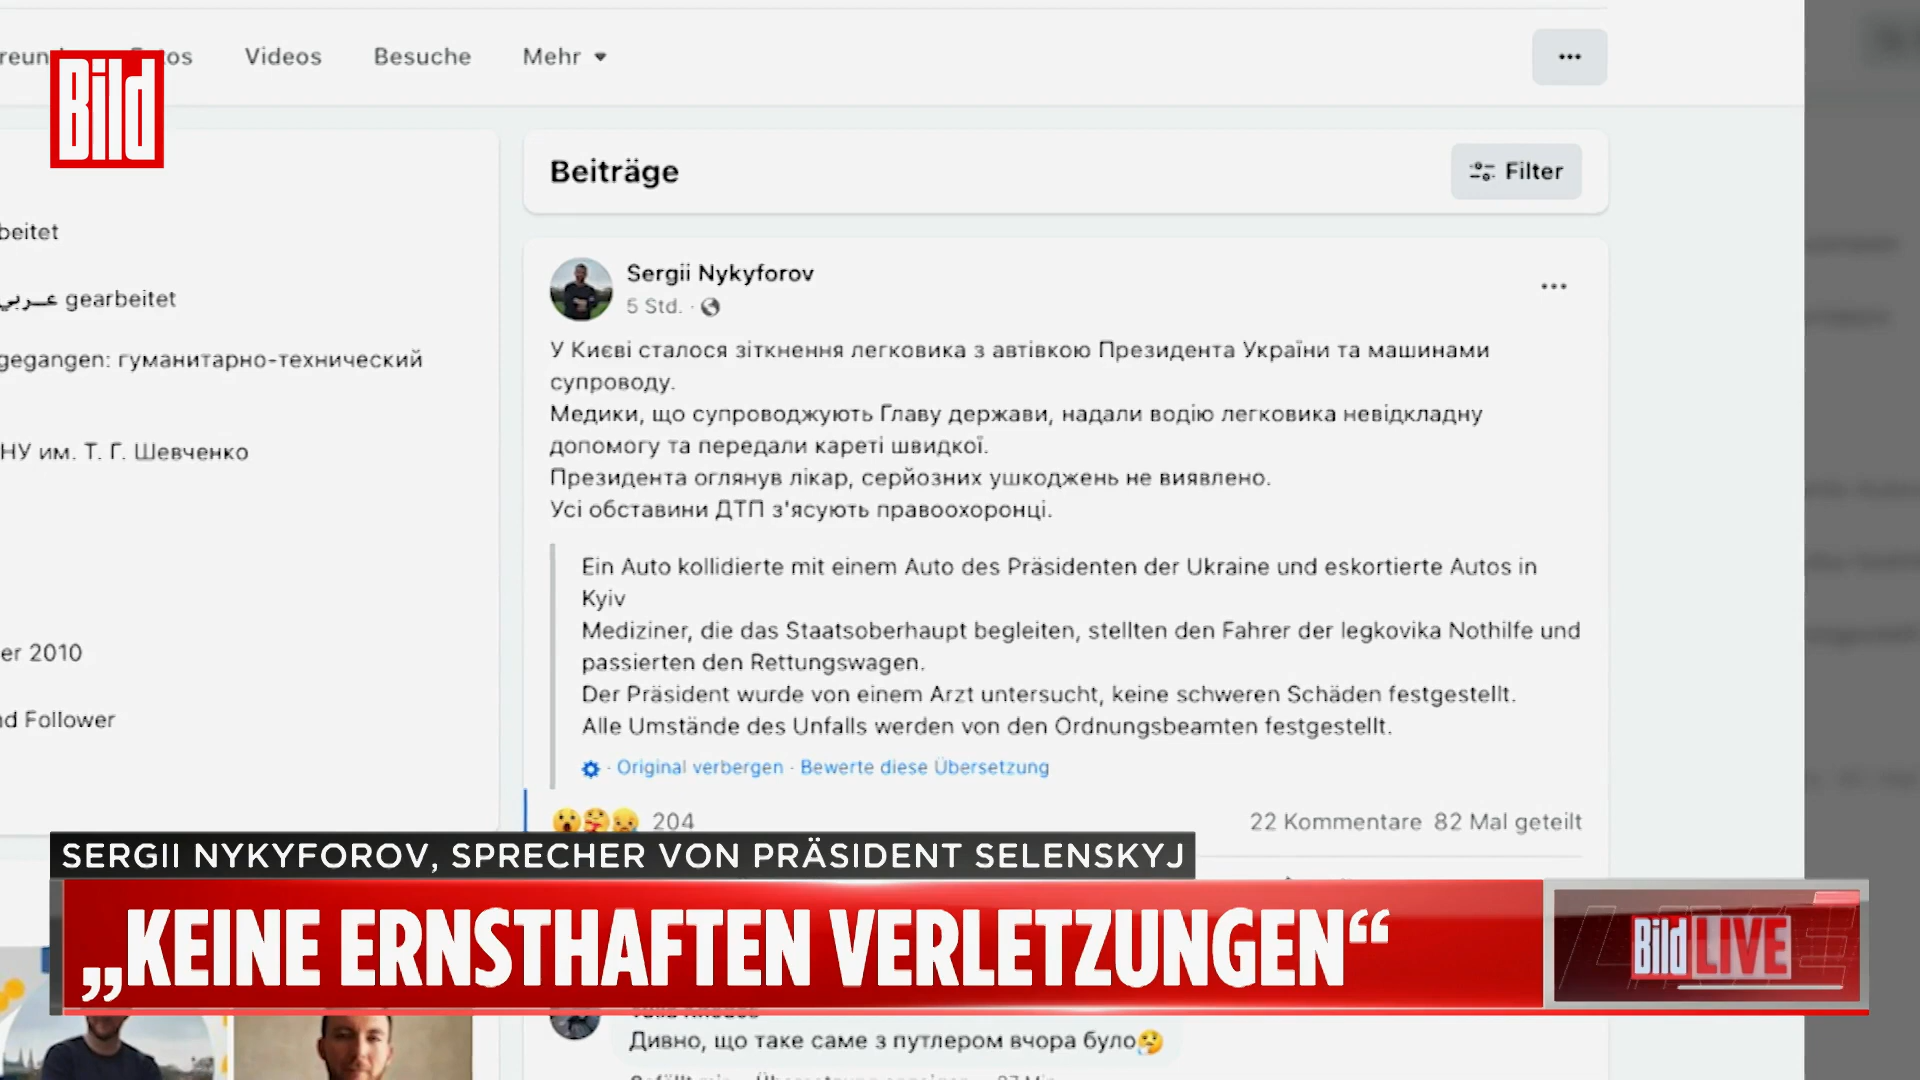 Fotos
Videos
Besuche
Mehr
Bild
Beiträge
Filter
gearbeitet عربي
гуманитарно-технический
им. Т. Г. Шевченко
2010
Follower
Sergii Nykyforov
5 Std. ·
У Києві сталося зіткнення легковика з автівкою Президента України та машинами
супроводу.
Медики, що супроводжують Главу держави, надали водію легковика невідкладну
допомогу та передали кареті швидкої.
Президента оглянув лікар, серйозних ушкоджень не виявлено.
Усі обставини ДТП з'ясують правоохоронці.
Ein Auto kollidierte mit einem Auto des Präsidenten der Ukraine und eskortierte Autos in
Kyiv
Mediziner, die das Staatsoberhaupt begleiten, stellten den Fahrer der legkovika Nothilfe und
passierten den Rettungswagen.
Der Präsident wurde von einem Arzt untersucht, keine schweren Schäden festgestellt.
Alle Umstände des Unfalls werden von den Ordnungsbeamten festgestellt.
· Original verbergen · Bewerte diese Übersetzung
204
22 Kommentare 82 Mal geteilt
SERGII NYKYFOROV, SPRECHER VON PRÄSIDENT SELENSKYJ
„KEINE ERNSTHAFTEN VERLETZUNGEN“
Bild LIVE
Дивно, що таке саме з путлером вчора було